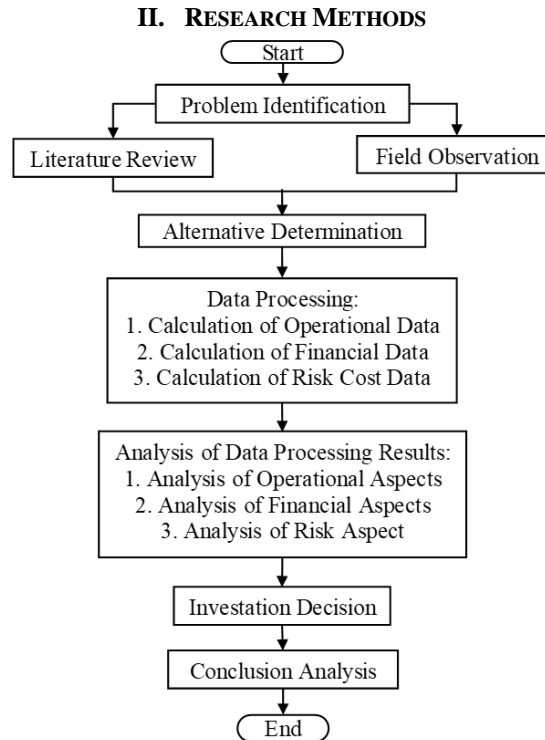 II. RESEARCH METHODS
Start
Problem Identification
Literature Review
Field Observation
Alternative Determination
Data Processing:
1. Calculation of Operational Data
2. Calculation of Financial Data
3. Calculation of Risk Cost Data
Analysis of Data Processing Results:
1. Analysis of Operational Aspects
2. Analysis of Financial Aspects
3. Analysis of Risk Aspect
Investation Decision
Conclusion Analysis
End